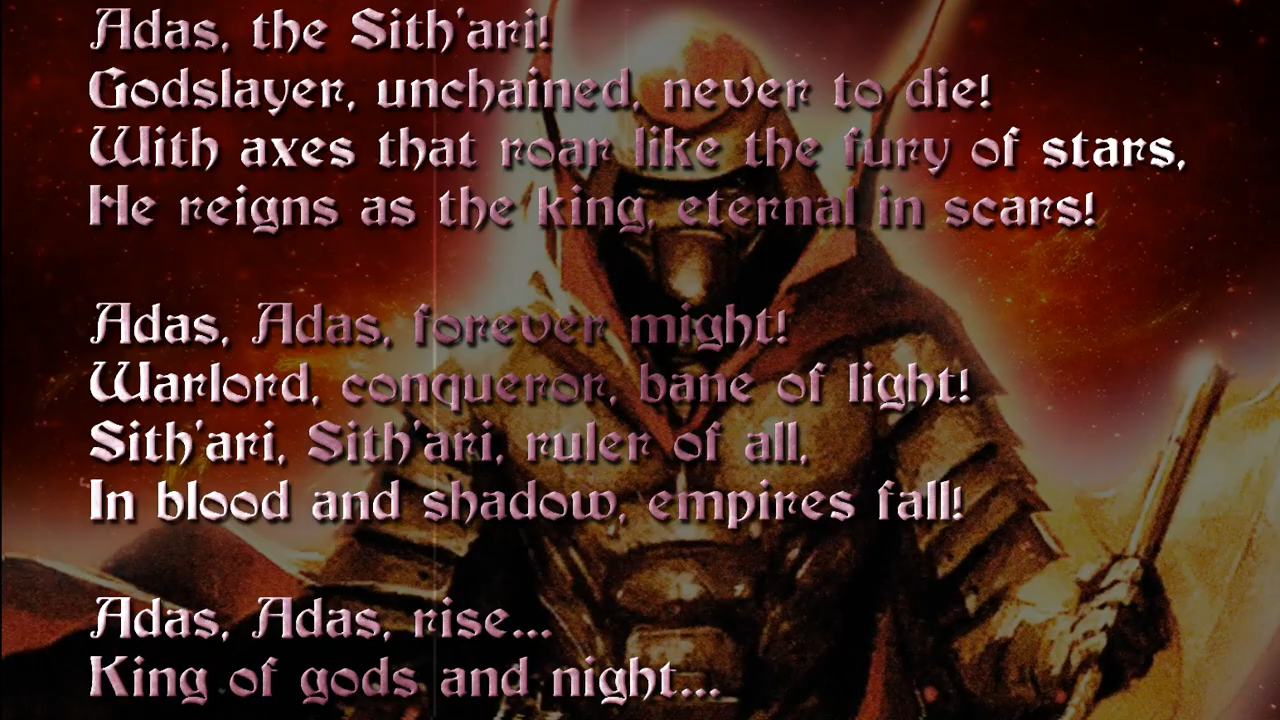 Adas, the Sith'ari!
Godslayer, unchained, never to die!
With axes that roar like the fury of stars,
He reigns as the king, eternal in scars!
Adas, Adas, forever might!
Warlord, conqueror, bane of light!
Sith'ari, Sith'ari, ruler of all,
In blood and shadow, empires fall!
Adas, Adas, rise...
King of gods and night...